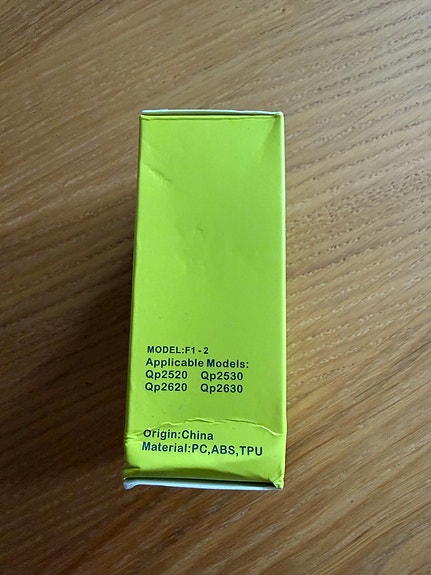 MODEL:F1-2
Applicable Models:
Qp2520 Qp2530
Qp2620 Qp2630
Origin:China
Material:PC,ABS,TPU